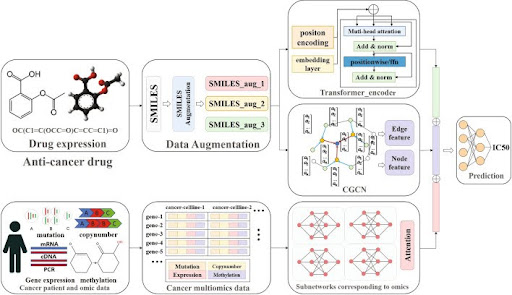 COOH
O
O
OC(C1=C(OCC=O)C=CC=C1)=O
Drug expression
Anti-cancer drug
SMILES
SMILES
Augmentation
SMILES_aug_1
SMILES_aug_2
SMILES_aug_3
Data Augmentation
positon
encoding
embedding
layer
Muti-head attention
Add & norm
positionwise/ffn
Add & norm
Transformer_encoder
Edge
feature
Node
feature
CGCN
IC50
Prediction
mutation
copynumber
A B C
mRNA
cDNA
PCR
Gene expression
methylation
Cancer patient and omic data
cancer-cellline-1
cancer-cellline-2
gene-1
gene-2
gene-3
gene-4
gene-5
Mutation
Expression
Copynumber
Methylation
Cancer multiomics data
Attention
Subanetworks corresponding to omics